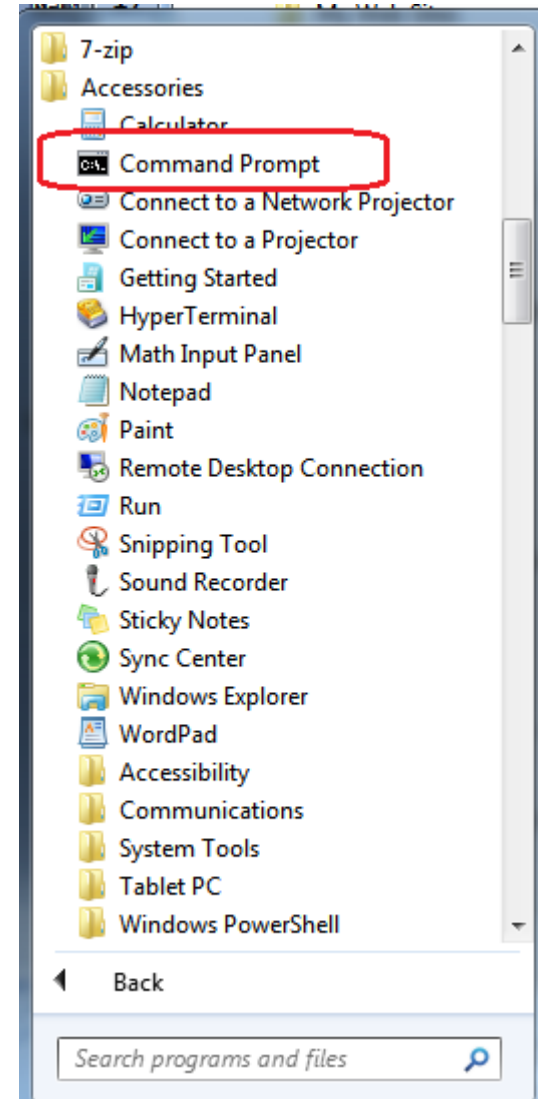 7-zip
Accessories
Calculator
Command Prompt
Connect to a Network Projector
Connect to a Projector
Getting Started
HyperTerminal
Math Input Panel
Notepad
Paint
Remote Desktop Connection
Run
Snipping Tool
Sound Recorder
Sticky Notes
Sync Center
Windows Explorer
WordPad
Accessibility
Communications
System Tools
Tablet PC
Windows PowerShell
Back
Search programs and files